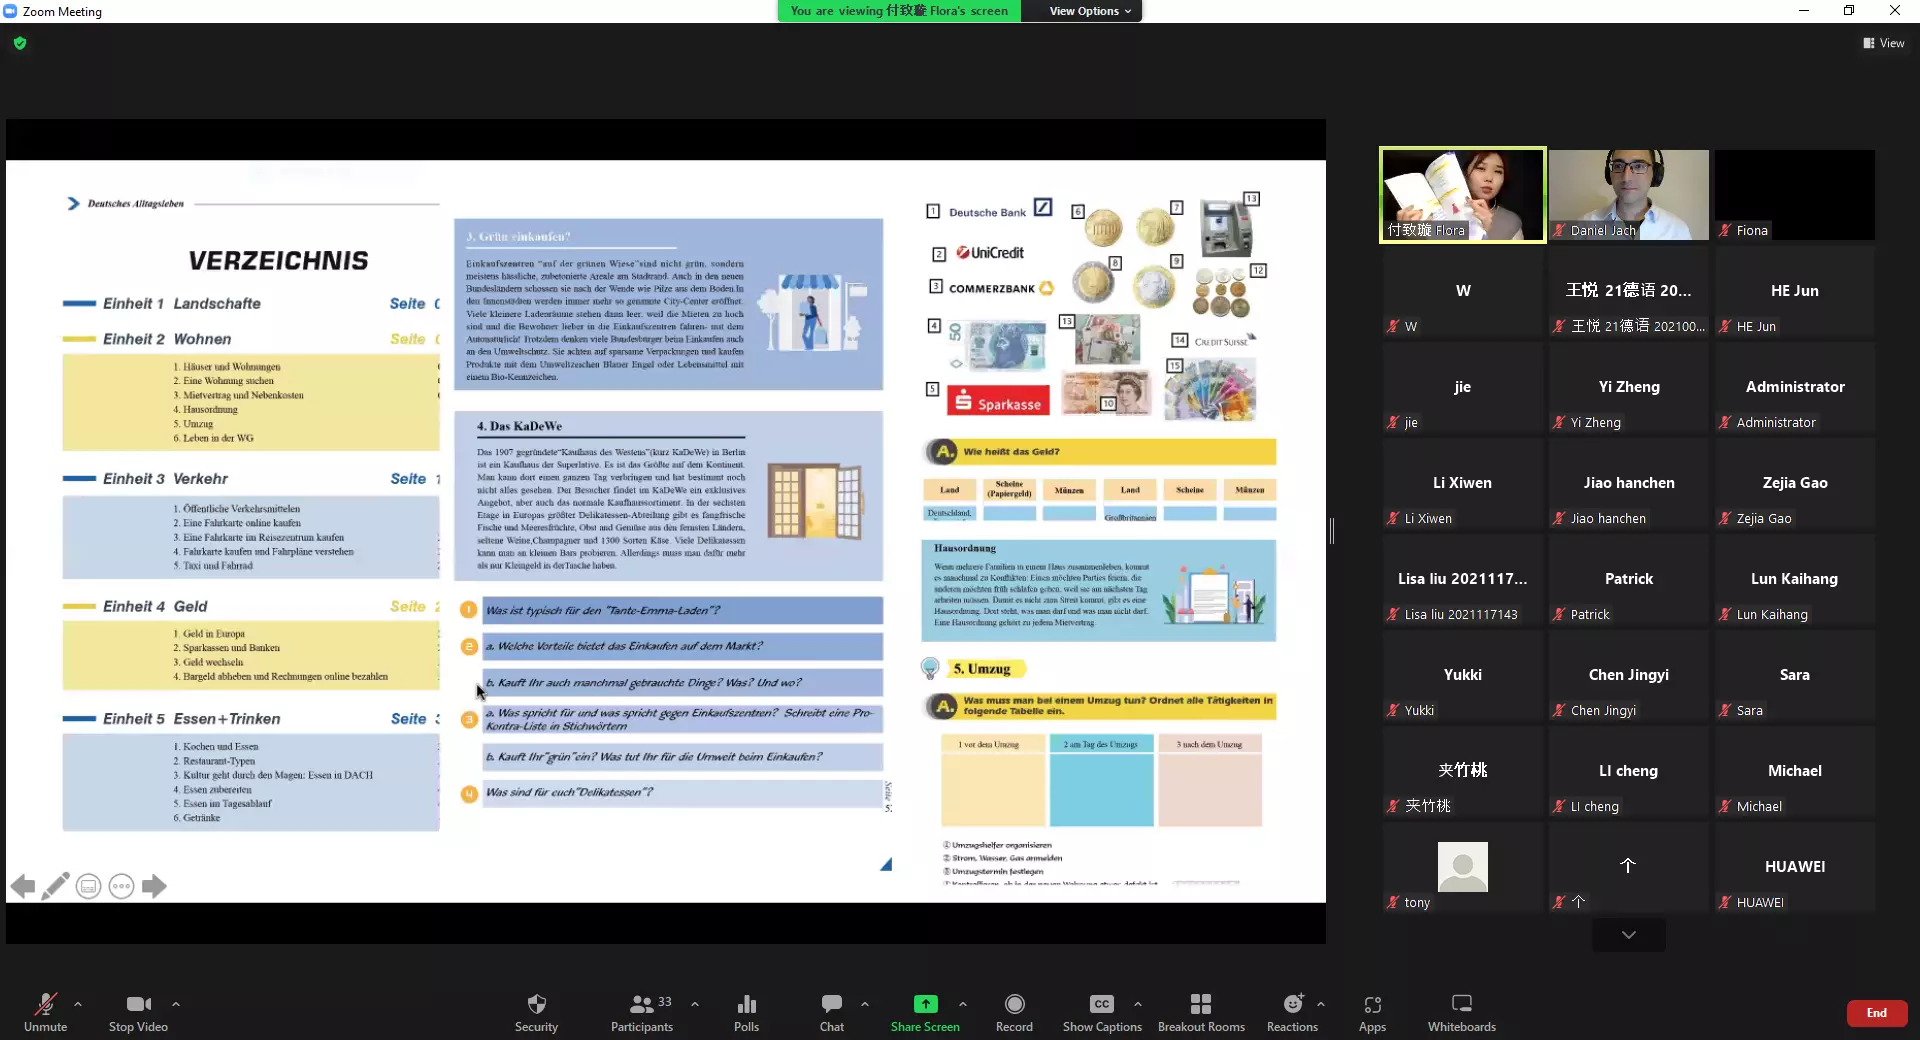 Zoom Meeting
You are viewing 付致璇 Flora's screen
View Options
View
Deutsches Alltagsleben
VERZEICHNIS
Einheit 1 Landschafte Seite
Einheit 2 Wohnen Seite
1. Häuser und Wohnungen
2. Eine Wohnung suchen
3. Mietvertrag und Nebenkosten
4. Hausordnung
5. Umzug
6. Leben in der WG
Einheit 3 Verkehr Seite 1
1. Öffentliche Verkehrsmittelen
2. Eine Fahrkarte online kaufen
3. Eine Fahrkarte im Reisezentrum kaufen
4. Fahrkarte kaufen und Fahrpläne verstehen
5. Taxi und Fahrrad
Einheit 4 Geld Seite 2
1. Geld in Europa
2. Sparkassen und Banken
3. Geld wechseln
4. Bargeld abheben und Rechnungen online bezahlen
Einheit 5 Essen+Trinken Seite 3
1. Kochen und Essen
2. Restaurant-Typen
3. Kultur geht durch den Magen: Essen in DACH
4. Essen zubereiten
5. Essen im Tagesablauf
6. Getränke
3. Grün einkaufen?
Einkaufszentren "auf der grünen Wiese"sind nicht grün, sondern
meistens hässliche, zubetonierte Areale am Stadtrand. Auch in den neuen
Bundesländern schossen sie nach der Wende wie Pilze aus dem Boden.In
den Innenstädten werden immer mehr so genannte City-Center eröffnet.
Viele kleinere Ladenräume stehen dann leer, weil die Mieten zu hoch
sind und die Bewohner lieber in die Einkaufszentren fahren- mit dem
Automatürlich! Trotzdem denken viele Bundesbürger beim Einkaufen auch
an den Umweltschutz. Sie achten auf sparsame Verpackungen und kaufen
Produkte mit dem Umweltzeichen Blauer Engel oder Lebensmittel mit
einem Bio-Kennzeichen.
4. Das KaDeWe
Das 1907 gegründete"Kaufhaus des Westens"(kurz KaDeWe) in Berlin
ist ein Kaufhaus der Superlative. Es ist das Größte auf dem Kontinent.
Man kann dort einen ganzen Tag verbringen und hat bestimmt noch
nicht alles gesehen. Der Besucher findet im KaDeWe ein exklusives
Angebot, aber auch das normale Kaufhaussortiment. In der sechsten
Etage in Europas größter Delikatessen-Abteilung gibt es fangfrische
Fische und Meeresfrüchte, Obst und Gemüse aus den fernsten Ländern,
seltene Weine,Champagner und 1300 Sorten Käse. Viele Delikatessen
kann man an kleinen Bars probieren. Allerdings muss man dafür mehr
als nur Kleingeld in derTasche haben.
1 Was ist typisch für den "Tante-Emma-Laden"?
2 a. Welche Vorteile bietet das Einkaufen auf dem Markt?
b. Kauft Ihr auch manchmal gebrauchte Dinge? Was? Und wo?
3 a. Was spricht für und was spricht gegen Einkaufszentren? Schreibt eine Pro-
Kontra-Liste in Stichwörtern
b. Kauft Ihr"grün"ein? Was tut Ihr für die Umwelt beim Einkaufen?
4 Was sind für euch"Delikatessen"?
1 Deutsche Bank
2 UniCredit
3 COMMERZBANK
4
5 Sparkasse
6
7
8
9
10
12
13
13
14 CREDIT SUISSE
15
50
A. Wie heißt das Geld?
Land Scheine (Papiergeld) Münzen Land Scheine Münzen
Deutschland, Großbritannien
Hausordnung
Wenn mehrere Familien in einem Haus zusammenleben, kommt
es manchmal zu Konflikten: Einen möchten Parties feiern, die
anderen möchten früh schlafen gehen, weil sie am nächsten Tag
arbeiten müssen. Damit es nicht zum Streit kommt, gibt es eine
Hausordnung. Dort steht, was man darf und was man nicht darf.
Eine Hausordnung gehört zu jedem Mietvertrag.
5. Umzug
A. Was muss man bei einem Umzug tun? Ordnet alle Tätigkeiten in
folgende Tabelle ein.
1 vor dem Umzug 2 am Tag des Umzugs 3 nach dem Umzug
① Umzugshelfer organisieren
② Strom, Wasser, Gas anmelden
③ Umzugstermin festlegen
付致璇 Flora
Daniel Jach
Fiona
W
W
王悦 21德语 20...
王悦 21德语 202100...
HE Jun
HE Jun
jie
jie
Yi Zheng
Yi Zheng
Administrator
Administrator
Li Xiwen
Li Xiwen
Jiao hanchen
Jiao hanchen
Zejia Gao
Zejia Gao
Lisa liu 2021117...
Lisa liu 2021117143
Patrick
Patrick
Lun Kaihang
Lun Kaihang
Yukki
Yukki
Chen Jingyi
Chen Jingyi
Sara
Sara
夹竹桃
夹竹桃
LI cheng
LI cheng
Michael
Michael
tony
个
个
HUAWEI
HUAWEI
Unmute
Stop Video
Security
33
Participants
Polls
Chat
Share Screen
Record
CC
Show Captions
Breakout Rooms
Reactions
Apps
Whiteboards
End